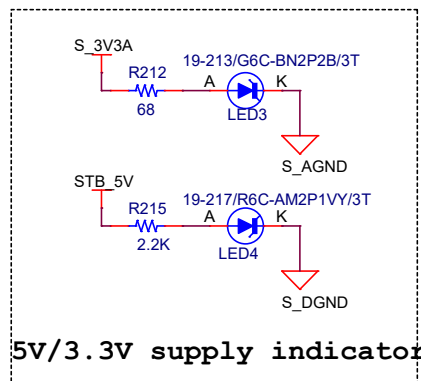 S_3V3A
19-213/G6C-BN2P2B/3T
R212
A
K
68
LED3
S_AGND
STB_5V
19-217/R6C-AM2P1VY/3T
R215
A
K
2.2K
LED4
S_DGND
5V/3.3V supply indicator